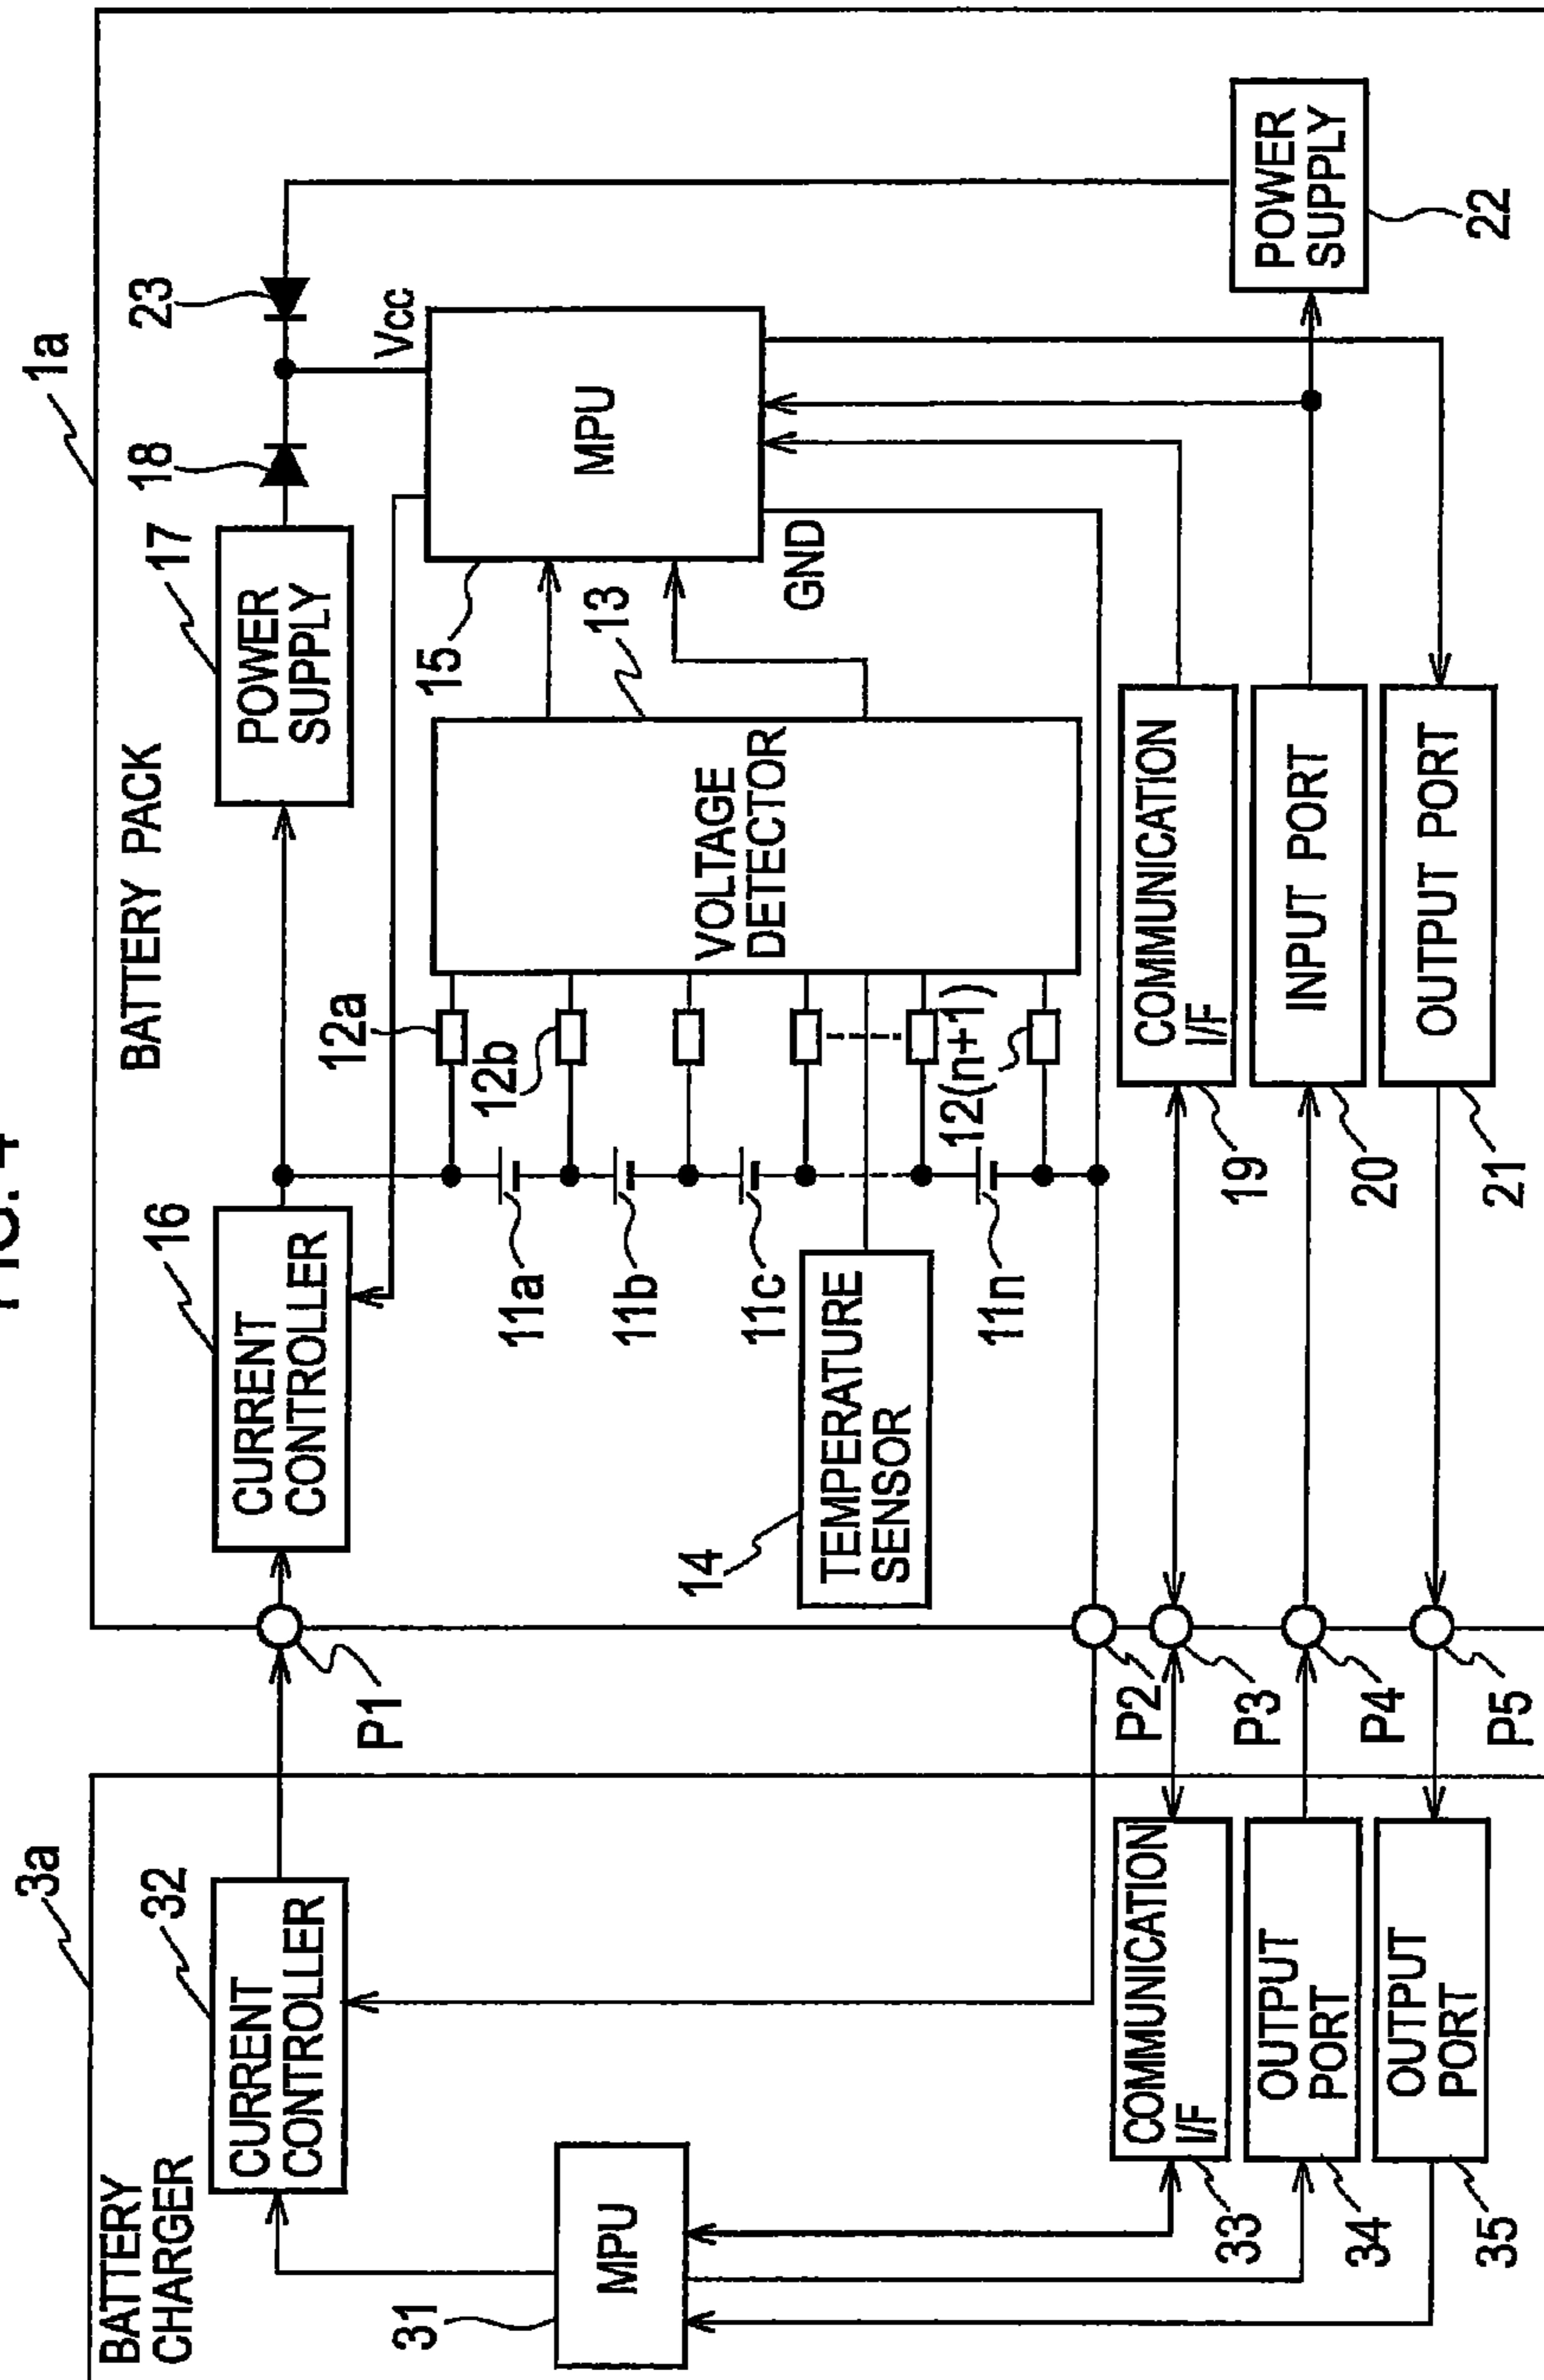 FIG. 4
3a
1a
BATTERY
CHARGER
BATTERY PACK
32
CURRENT
CONTROLLER
P1
16
CURRENT
CONTROLLER
17
POWER
SUPPLY
18
23
Vcc
31
MPU
11a
11b
11c
11n
12a
12b
12(n+1)
14
TEMPERATURE
SENSOR
VOLTAGE
DETECTOR
13
15
MPU
GND
P2
COMMUNICATION
I/F
33
P3
COMMUNICATION
I/F
19
OUTPUT
PORT
34
P4
INPUT PORT
20
POWER
SUPPLY
22
OUTPUT
PORT
35
P5
OUTPUT PORT
21